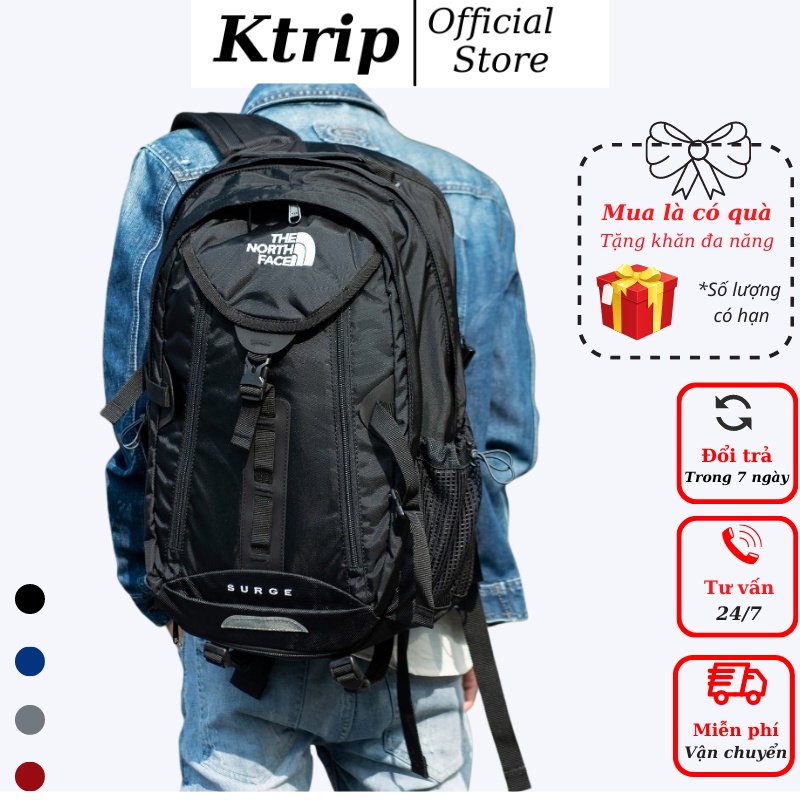 Ktrip
Official
Store
THE
NORTH
FACE
SURGE
Mua là có quà
Tặng khăn đa năng
*Số lượng
có hạn
Đổi trả
Trong 7 ngày
Tư vấn
24/7
Miễn phí
Vận chuyển